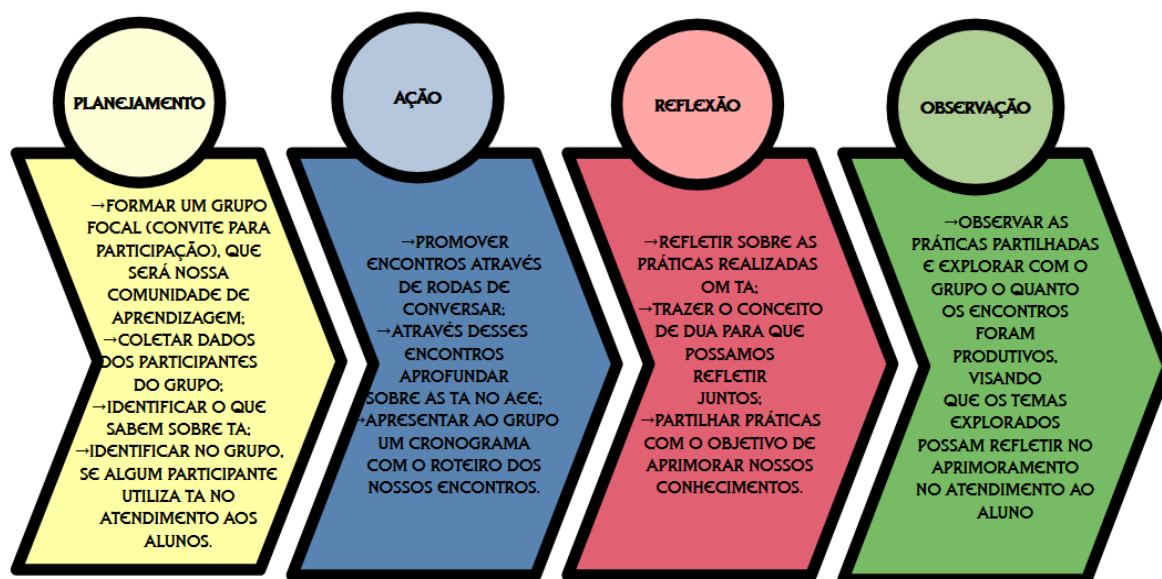 PLANEJAMENTO
→FORMAR UM GRUPO
FOCAL (CONVITE PARA
PARTICIPAÇÃO), QUE
SERÁ NOSSA
COMUNIDADE DE
APRENDIZAGEM;
→COLETAR DADOS
DOS PARTICIPANTES
DO GRUPO;
→IDENTIFICAR O QUE
SABEM SOBRE TA;
→IDENTIFICAR NO GRUPO,
SE ALGUM PARTICIPANTE
UTILIZA TA NO
ATENDIMENTO AOS
ALUNOS.
AÇÃO
→PROMOVER
ENCONTROS ATRAVÉS
DE RODAS DE
CONVERSAR;
→ATRAVÉS DESSES
ENCONTROS
APROFUNDAR
SOBRE AS TA NO AEE;
→APRESENTAR AO GRUPO
UM CRONOGRAMA
COM O ROTEIRO DOS
NOSSOS ENCONTROS.
REFLEXÃO
→REFLETIR SOBRE AS
PRÁTICAS REALIZADAS
OM TA;
→TRAZER O CONCEITO
DE DUA PARA QUE
POSSAMOS
REFLETIR
JUNTOS;
→PARTILHAR PRÁTICAS
COM O OBJETIVO DE
APRIMORAR NOSSOS
CONHECIMENTOS.
OBSERVAÇÃO
→OBSERVAR AS
PRÁTICAS PARTILHADAS
E EXPLORAR COM O
GRUPO O QUANTO
OS ENCONTROS
FORAM
PRODUTIVOS,
VISANDO
QUE OS TEMAS
EXPLORADOS
POSSAM REFLETIR NO
APRIMORAMENTO
NO ATENDIMENTO AO
ALUNO